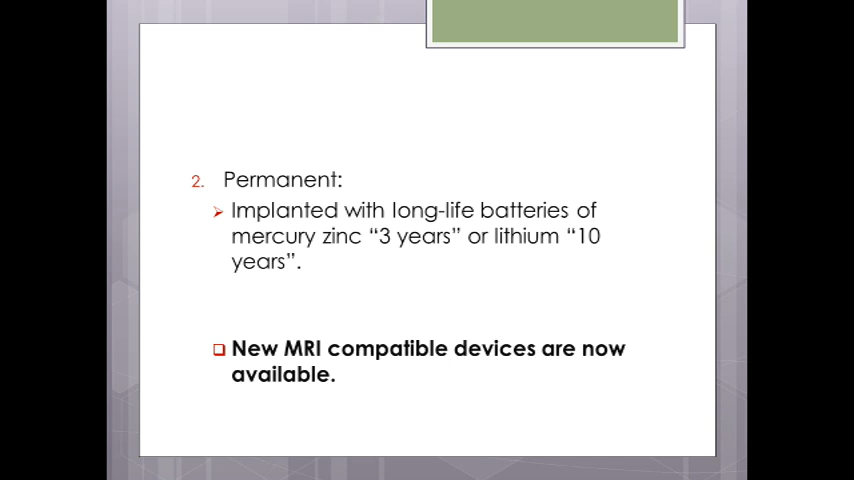 2. Permanent:
➢ Implanted with long-life batteries of
mercury zinc “3 years” or lithium “10
years”.
❑ New MRI compatible devices are now
available.